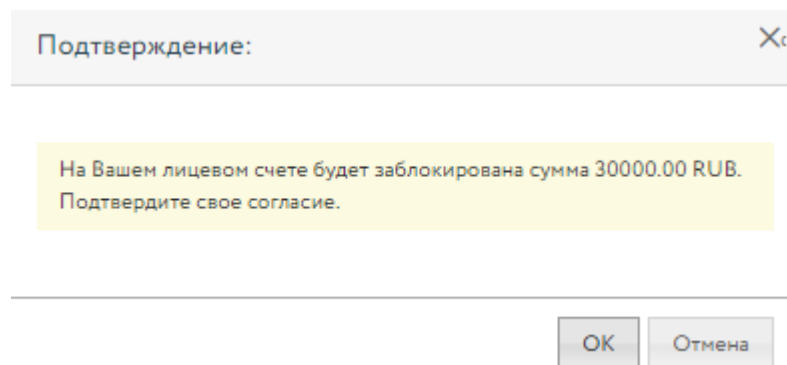 Подтверждение:
На Вашем лицевом счете будет заблокирована сумма 30000.00 RUB.
Подтвердите свое согласие.
OK
Отмена